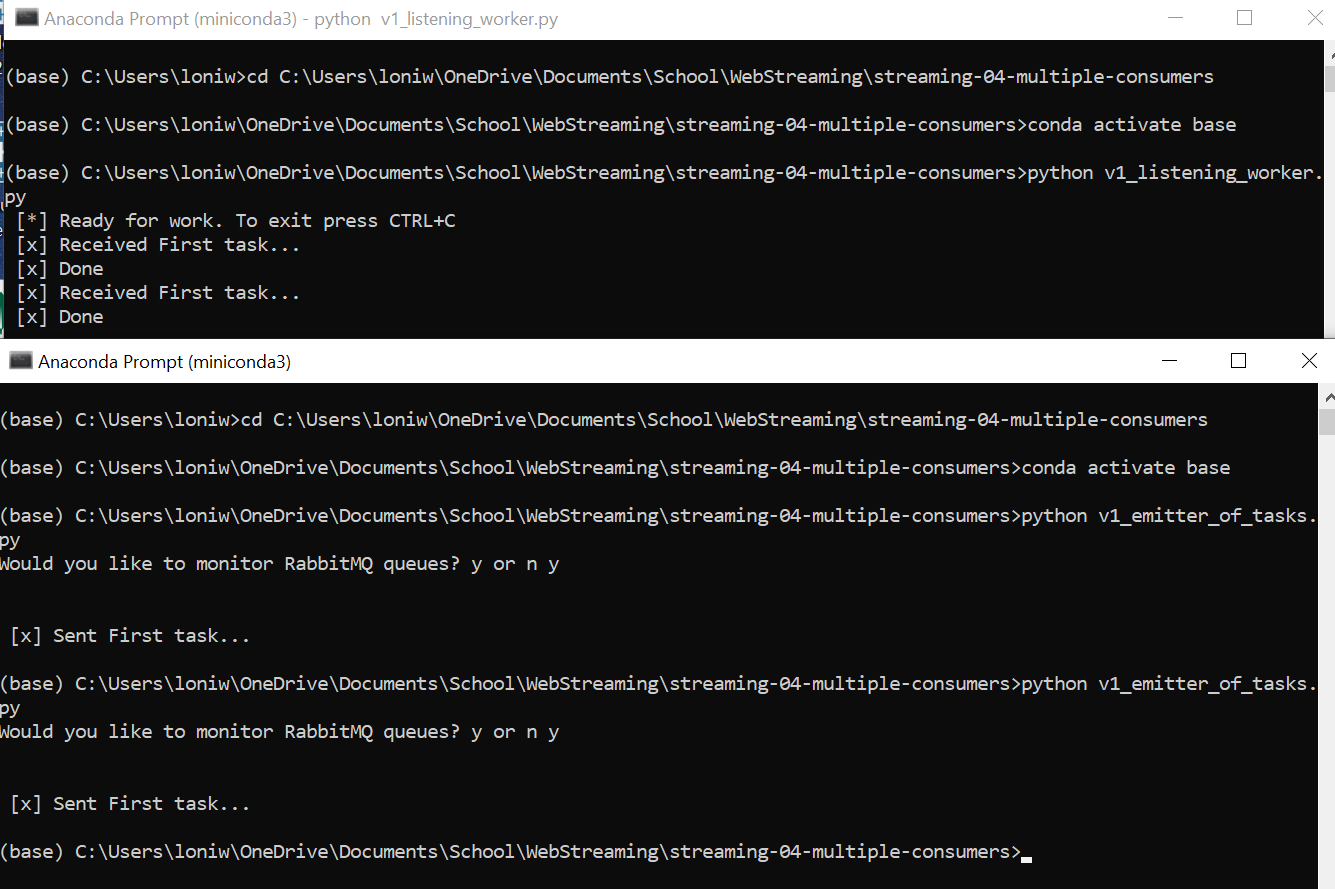 Anaconda Prompt (miniconda3) - python  v1_listening_worker.py
(base) C:\Users\loniw>cd C:\Users\loniw\OneDrive\Documents\School\WebStreaming\streaming-04-multiple-consumers
(base) C:\Users\loniw\OneDrive\Documents\School\WebStreaming\streaming-04-multiple-consumers>conda activate base
(base) C:\Users\loniw\OneDrive\Documents\School\WebStreaming\streaming-04-multiple-consumers>python v1_listening_worker.
py
[*] Ready for work. To exit press CTRL+C
[x] Received First task...
[x] Done
[x] Received First task...
[x] Done
Anaconda Prompt (miniconda3)
(base) C:\Users\loniw>cd C:\Users\loniw\OneDrive\Documents\School\WebStreaming\streaming-04-multiple-consumers
(base) C:\Users\loniw\OneDrive\Documents\School\WebStreaming\streaming-04-multiple-consumers>conda activate base
(base) C:\Users\loniw\OneDrive\Documents\School\WebStreaming\streaming-04-multiple-consumers>python v1_emitter_of_tasks.
py
Would you like to monitor RabbitMQ queues? y or n y
[x] Sent First task...
(base) C:\Users\loniw\OneDrive\Documents\School\WebStreaming\streaming-04-multiple-consumers>python v1_emitter_of_tasks.
py
Would you like to monitor RabbitMQ queues? y or n y
[x] Sent First task...
(base) C:\Users\loniw\OneDrive\Documents\School\WebStreaming\streaming-04-multiple-consumers>